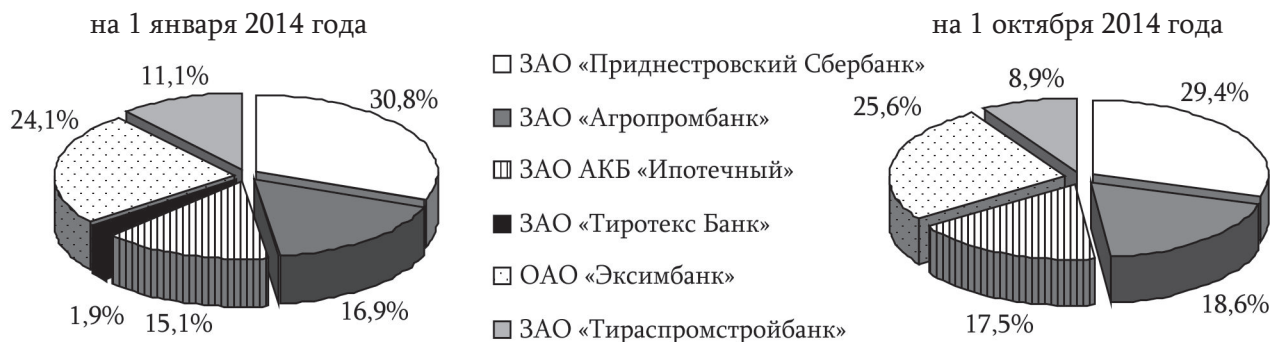 на 1 января 2014 года
11,1%
30,8%
24,1%
1,9%
15,1%
16,9%
ЗАО «Приднестровский Сбербанк»
ЗАО «Агропромбанк»
ЗАО АКБ «Ипотечный»
ЗАО «Тиротекс Банк»
ОАО «Эксимбанк»
ЗАО «Тираспромстройбанк»
на 1 октября 2014 года
8,9%
29,4%
25,6%
17,5%
18,6%